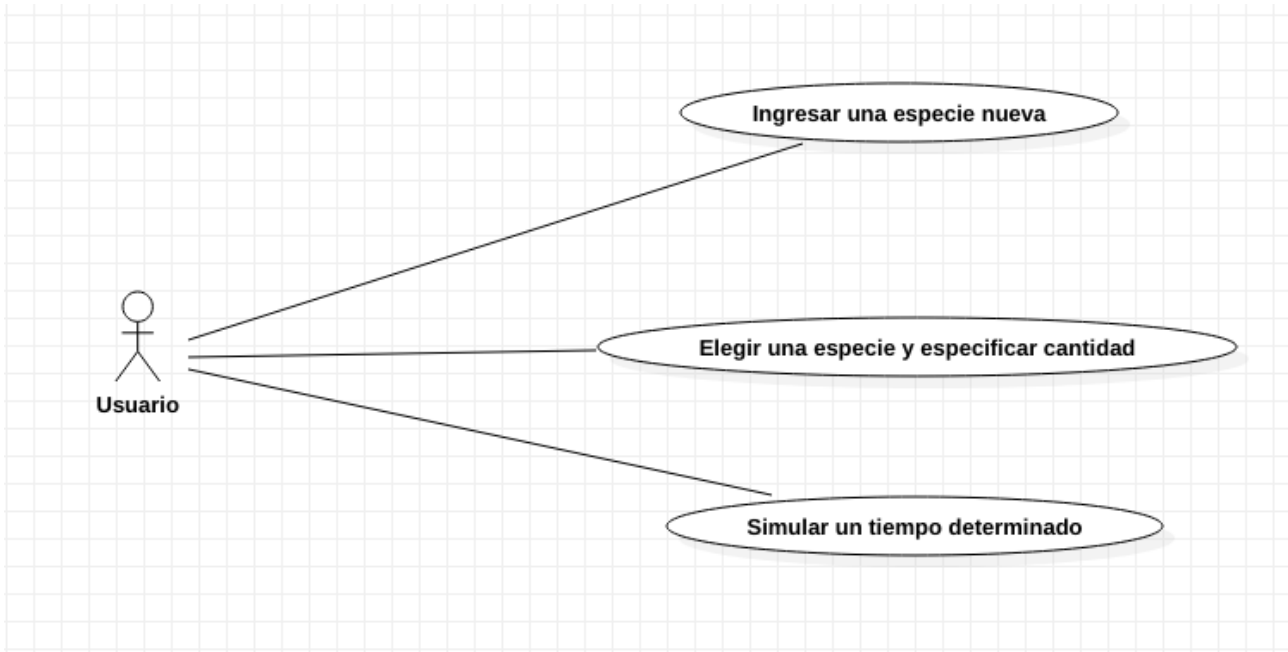 Ingresar una especie nueva
Elegir una especie y especificar cantidad
Usuario
Simular un tiempo determinado